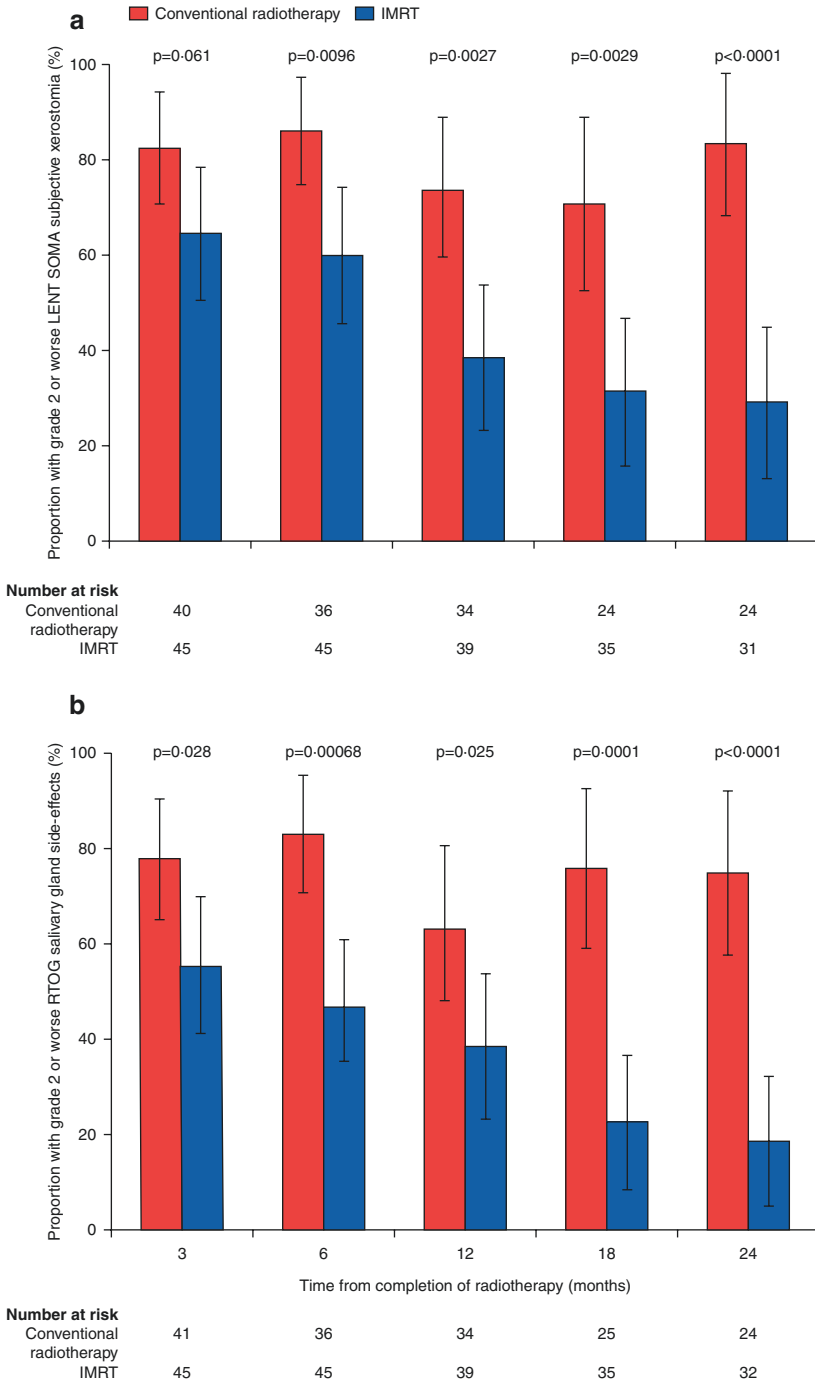 a
Conventional radiotherapy IMRT
Proportion with grade 2 or worse LENT SOMA subjective xerostomia (%)
p=0·061 p=0·0096 p=0·0027 p=0·0029 p<0·0001
100
80
60
40
20
0
Number at risk
Conventional radiotherapy 40 36 34 24 24
IMRT 45 45 39 35 31
b
Proportion with grade 2 or worse RTOG salivary gland side-effects (%)
p=0·028 p=0·00068 p=0·025 p=0·0001 p<0·0001
100
80
60
40
20
0
3 6 12 18 24
Time from completion of radiotherapy (months)
Number at risk
Conventional radiotherapy 41 36 34 25 24
IMRT 45 45 39 35 32